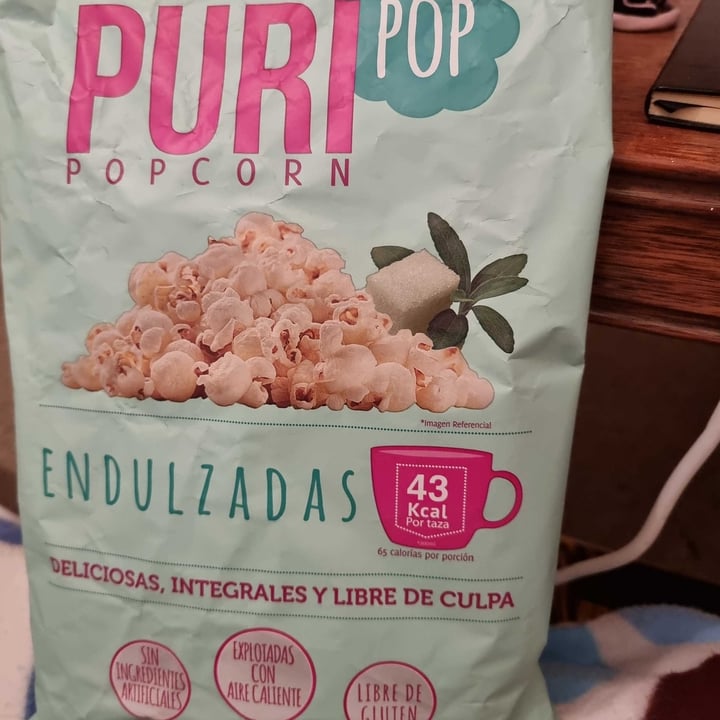 PURI
POP
POPCORN
*Imagen Referencial
ENDULZADAS
43
Kcal
Por taza
65 calorías por porción
DELICIOSAS, INTEGRALES Y LIBRE DE CULPA
SIN
INGREDIENTES
ARTIFICIALES
EXPLOTADAS
CON
AIRE CALIENTE
LIBRE DE
GLUTEN